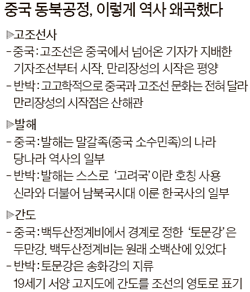 중국 동북공정, 이렇게 역사 왜곡했다
▷고조선사
- 중국 : 고조선은 중국에서 넘어온 기자가 지배한
기자조선부터 시작, 만리장성의 시작은 평양
- 반박 : 고고학적으로 중국과 고조선 문화는 전혀 달라
만리장성의 시작점은 산해관
▷발해
- 중국 : 발해는 말갈족(중국 소수민족)의 나라
당나라 역사의 일부
- 반박 : 발해는 스스로 ‘고려국’이란 호칭 사용
신라와 더불어 남북국시대 이룬 한국사의 일부
▷간도
- 중국 : 백두산정계비에서 경계로 정한 ‘토문강’은
두만강, 백두산정계비는 원래 소백산에 있었다
- 반박 : 토문강은 송화강의 지류
19세기 서양 고지도에 간도를 조선의 영토로 표기